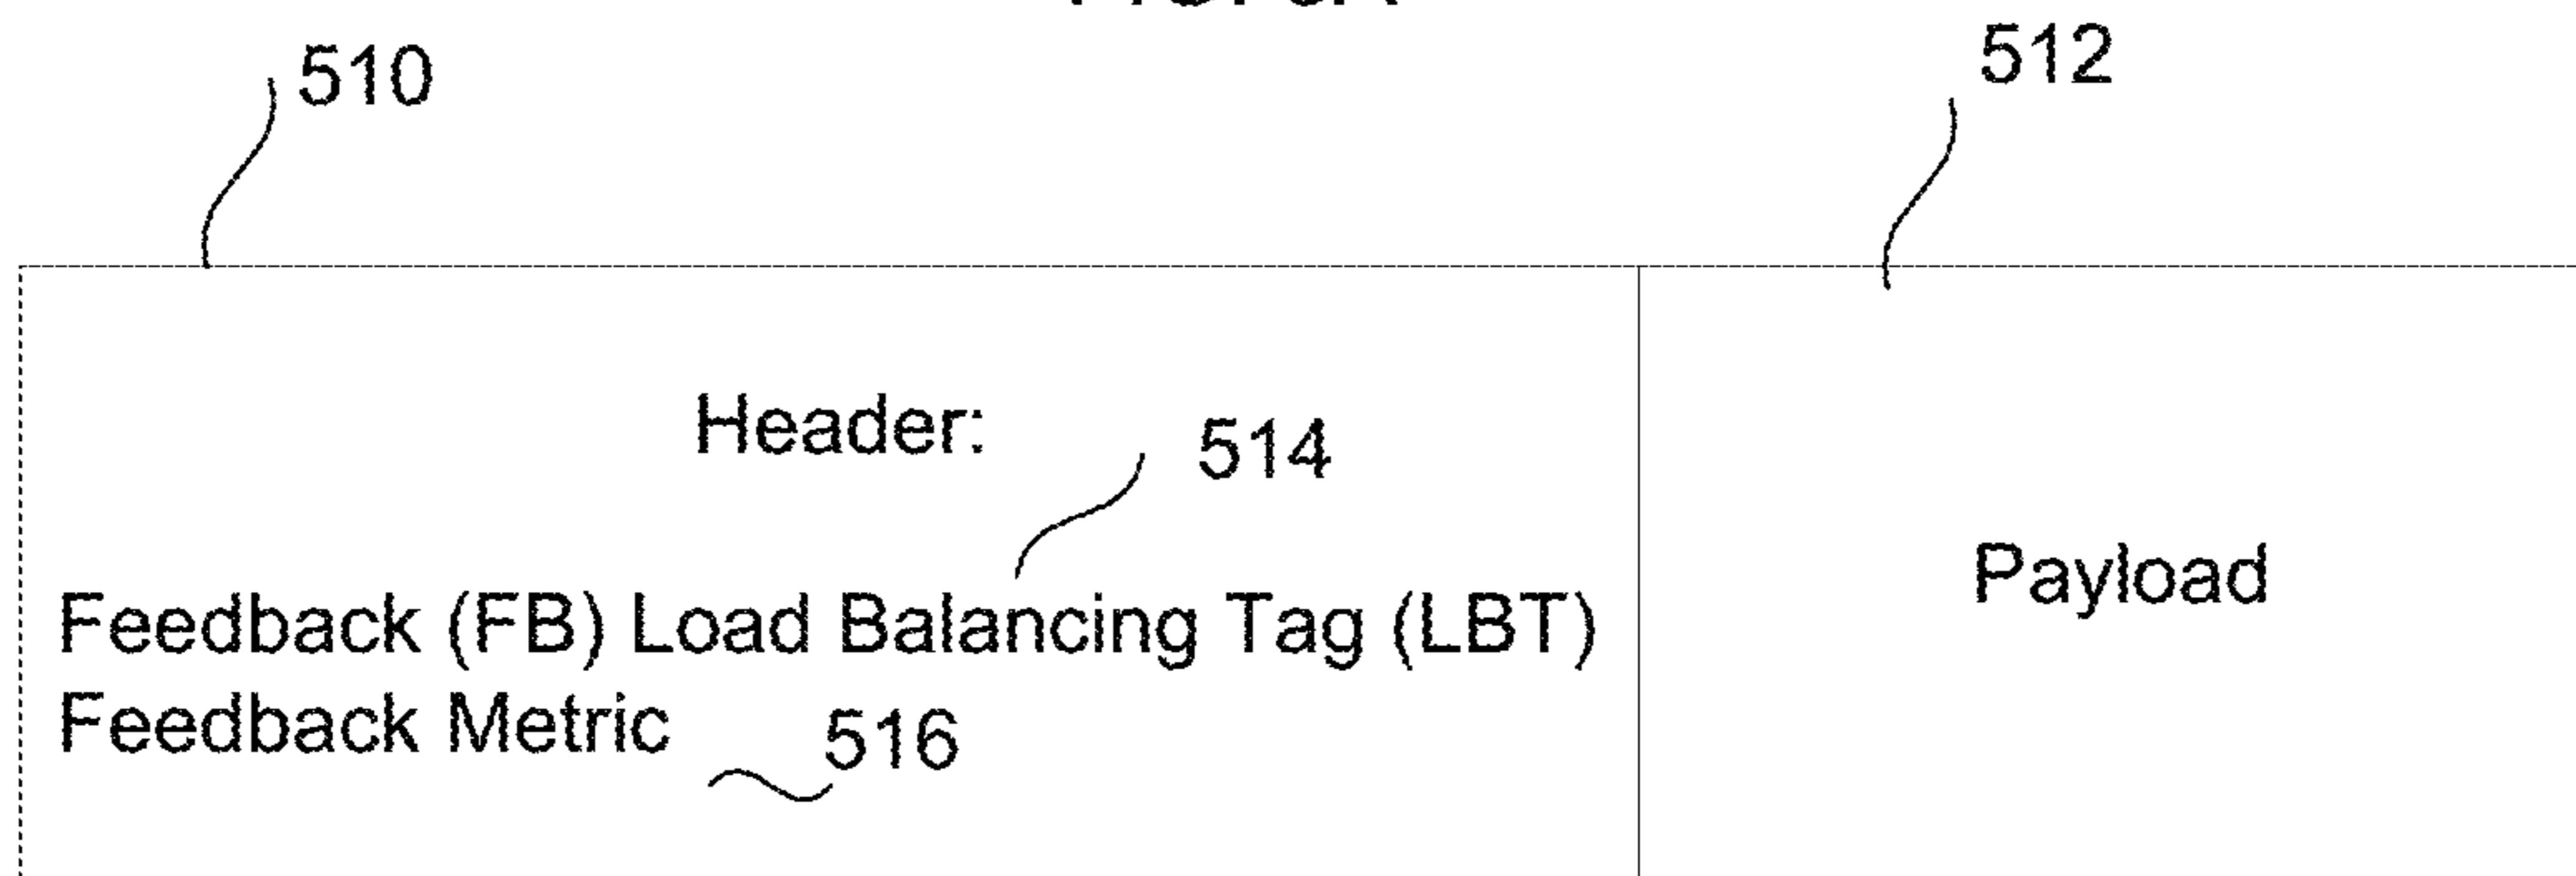 510
512
Header:
514
Feedback (FB) Load Balancing Tag (LBT)
Feedback Metric
516
Payload